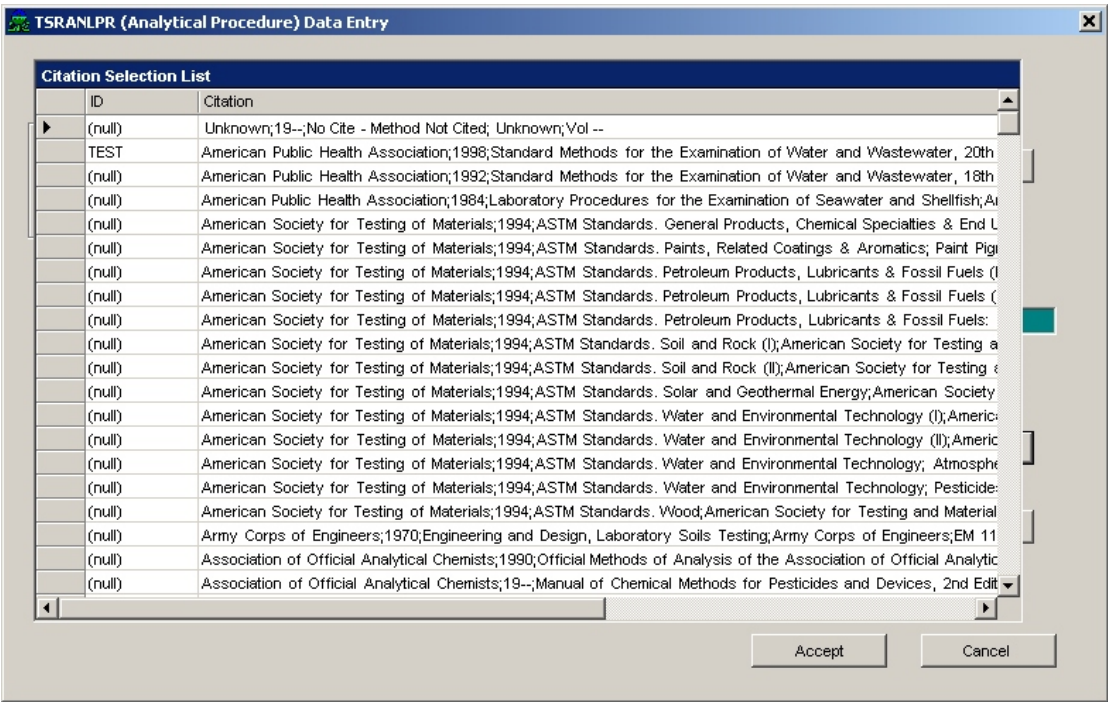 TSRANLPR (Analytical Procedure) Data Entry
Citation Selection List
ID Citation
(null) Unknown;19--;No Cite - Method Not Cited; Unknown;Vol --
TEST American Public Health Association;1998;Standard Methods for the Examination of Water and Wastewater, 20th
(null) American Public Health Association;1992;Standard Methods for the Examination of Water and Wastewater, 18th
(null) American Public Health Association;1984;Laboratory Procedures for the Examination of Seawater and Shellfish;
(null) American Society for Testing of Materials;1994;ASTM Standards. General Products, Chemical Specialties & End
(null) American Society for Testing of Materials;1994;ASTM Standards. Paints, Related Coatings & Aromatics; Paint
(null) American Society for Testing of Materials;1994;ASTM Standards. Petroleum Products, Lubricants & Fossil Fuels
(null) American Society for Testing of Materials;1994;ASTM Standards. Petroleum Products, Lubricants & Fossil Fuels (
(null) American Society for Testing of Materials;1994;ASTM Standards. Petroleum Products, Lubricants & Fossil Fuels:
(null) American Society for Testing of Materials;1994;ASTM Standards. Soil and Rock (I);American Society for Testing a
(null) American Society for Testing of Materials;1994;ASTM Standards. Soil and Rock (II);American Society for Testing
(null) American Society for Testing of Materials;1994;ASTM Standards. Solar and Geothermal Energy;American Society
(null) American Society for Testing of Materials;1994;ASTM Standards. Water and Environmental Technology (I);Americ
(null) American Society for Testing of Materials;1994;ASTM Standards. Water and Environmental Technology (II);Americ
(null) American Society for Testing of Materials;1994;ASTM Standards. Water and Environmental Technology; Atmosphe
(null) American Society for Testing of Materials;1994;ASTM Standards. Water and Environmental Technology; Pesticide
(null) American Society for Testing of Materials;1994;ASTM Standards. Wood;American Society for Testing and Material
(null) Army Corps of Engineers;1970;Engineering and Design, Laboratory Soils Testing;Army Corps of Engineers;EM 11
(null) Association of Official Analytical Chemists;1990;Official Methods of Analysis of the Association of Official Analytic
(null) Association of Official Analytical Chemists;19--;Manual of Chemical Methods for Pesticides and Devices, 2nd Edit
Accept Cancel